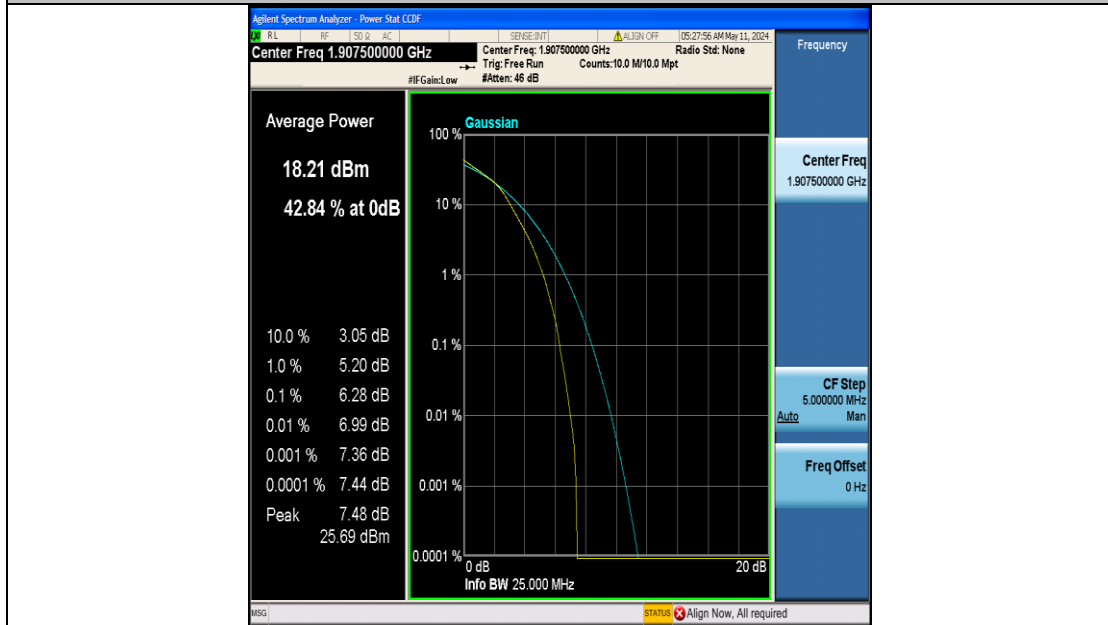 Agilent Spectrum Analyzer - Power Stat CCDF
RL RF 50 Ω AC SENSE:INT ALIGN OFF 05:27:56 AM May 11, 2024
Center Freq 1.907500000 GHz
Center Freq: 1.907500000 GHz Radio Std: None
Trig: Free Run Counts:10.0 M/10.0 Mpt
#IFGain:Low #Atten: 46 dB
Frequency
Average Power
18.21 dBm
42.84 % at 0dB
10.0 % 3.05 dB
1.0 % 5.20 dB
0.1 % 6.28 dB
0.01 % 6.99 dB
0.001 % 7.36 dB
0.0001 % 7.44 dB
Peak 7.48 dB
25.69 dBm
Gaussian
100 %
10 %
1 %
0.1 %
0.01 %
0.001 %
0.0001 %
0 dB 20 dB
Info BW 25.000 MHz
Center Freq
1.907500000 GHz
CF Step
5.000000 MHz
Auto Man
Freq Offset
0 Hz
MSG STATUS Align Now, All required